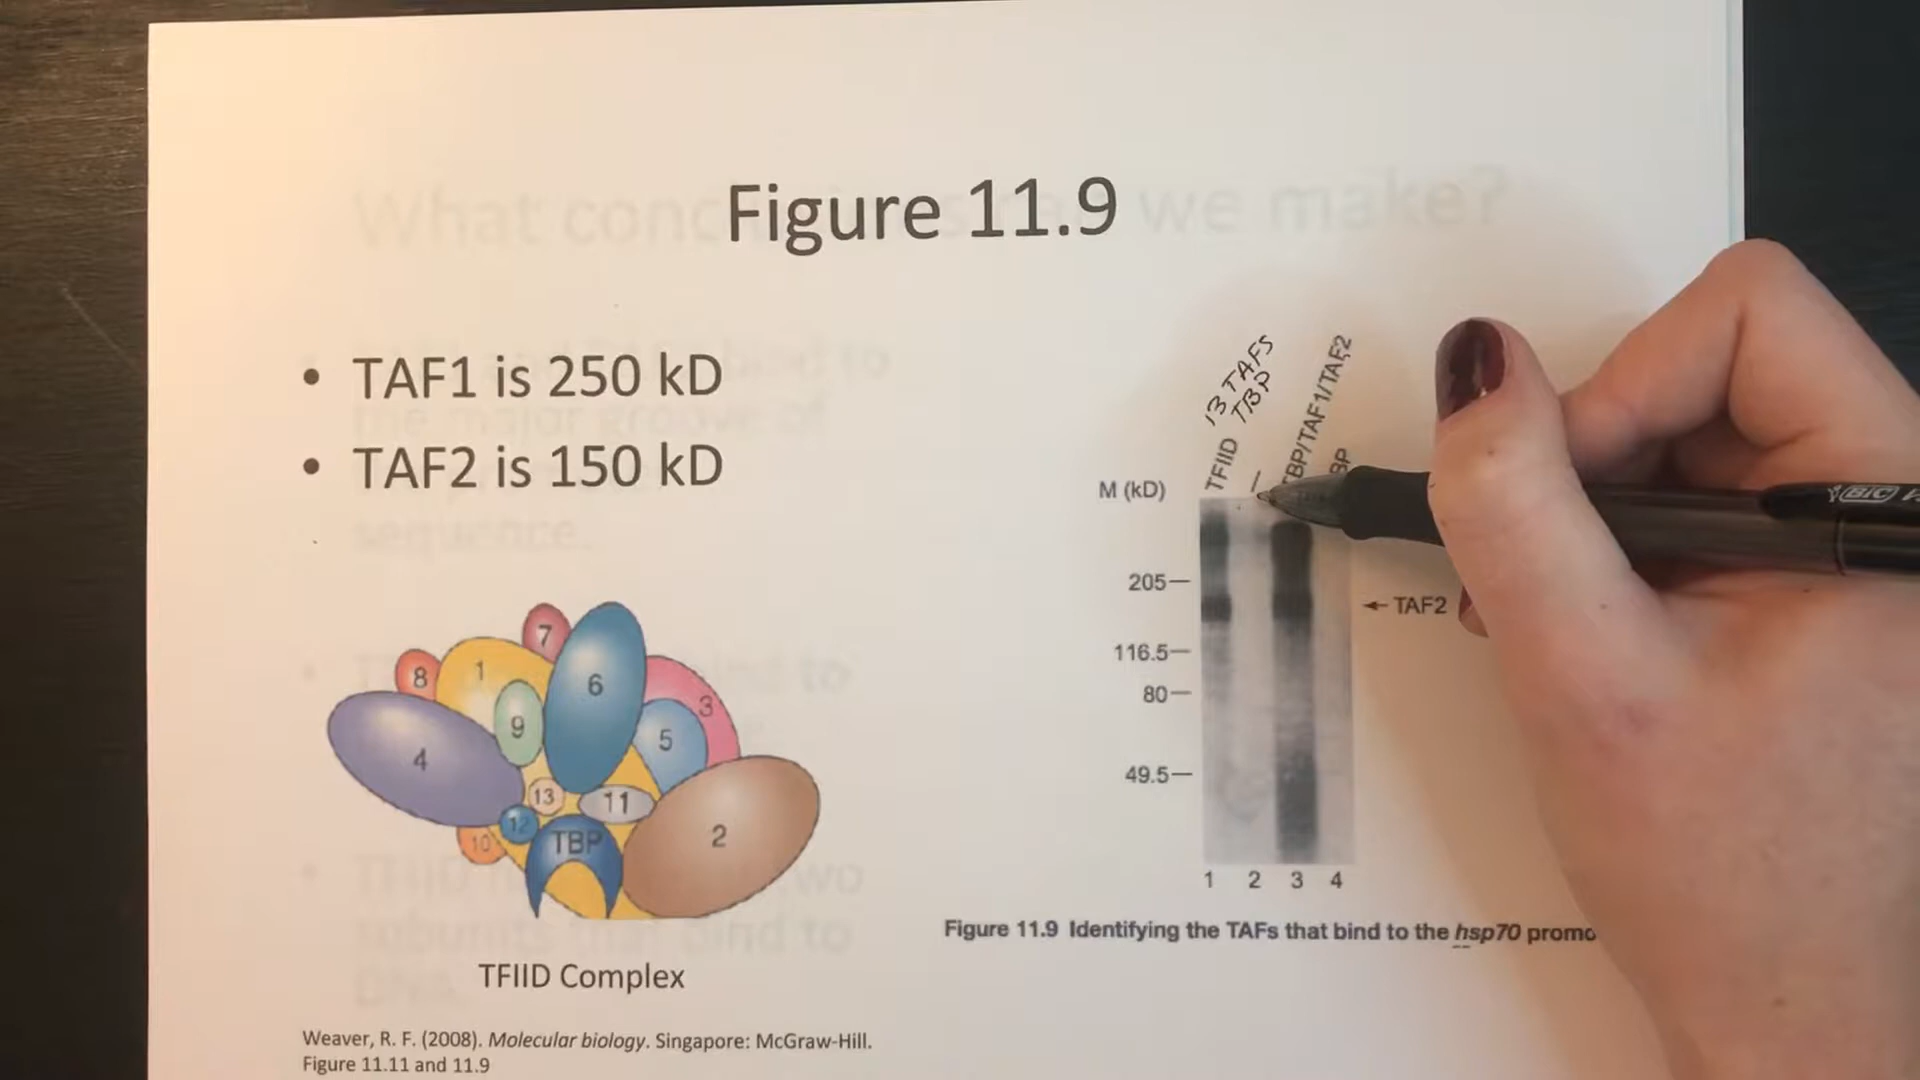 Figure 11.9
• TAF1 is 250 kD
• TAF2 is 150 kD
13 TAFS
TBP
TFIID
—
TBP/TAF1/TAF2
BP
M (kD)
205—
116.5—
80—
49.5—
←TAF2
1 2 3 4
Figure 11.9 Identifying the TAFs that bind to the hsp70 promo
7
8
1
6
9
3
5
4
13
11
12
10
TBP
2
TFIID Complex
Weaver, R. F. (2008). Molecular biology. Singapore: McGraw-Hill.
Figure 11.11 and 11.9
BIC